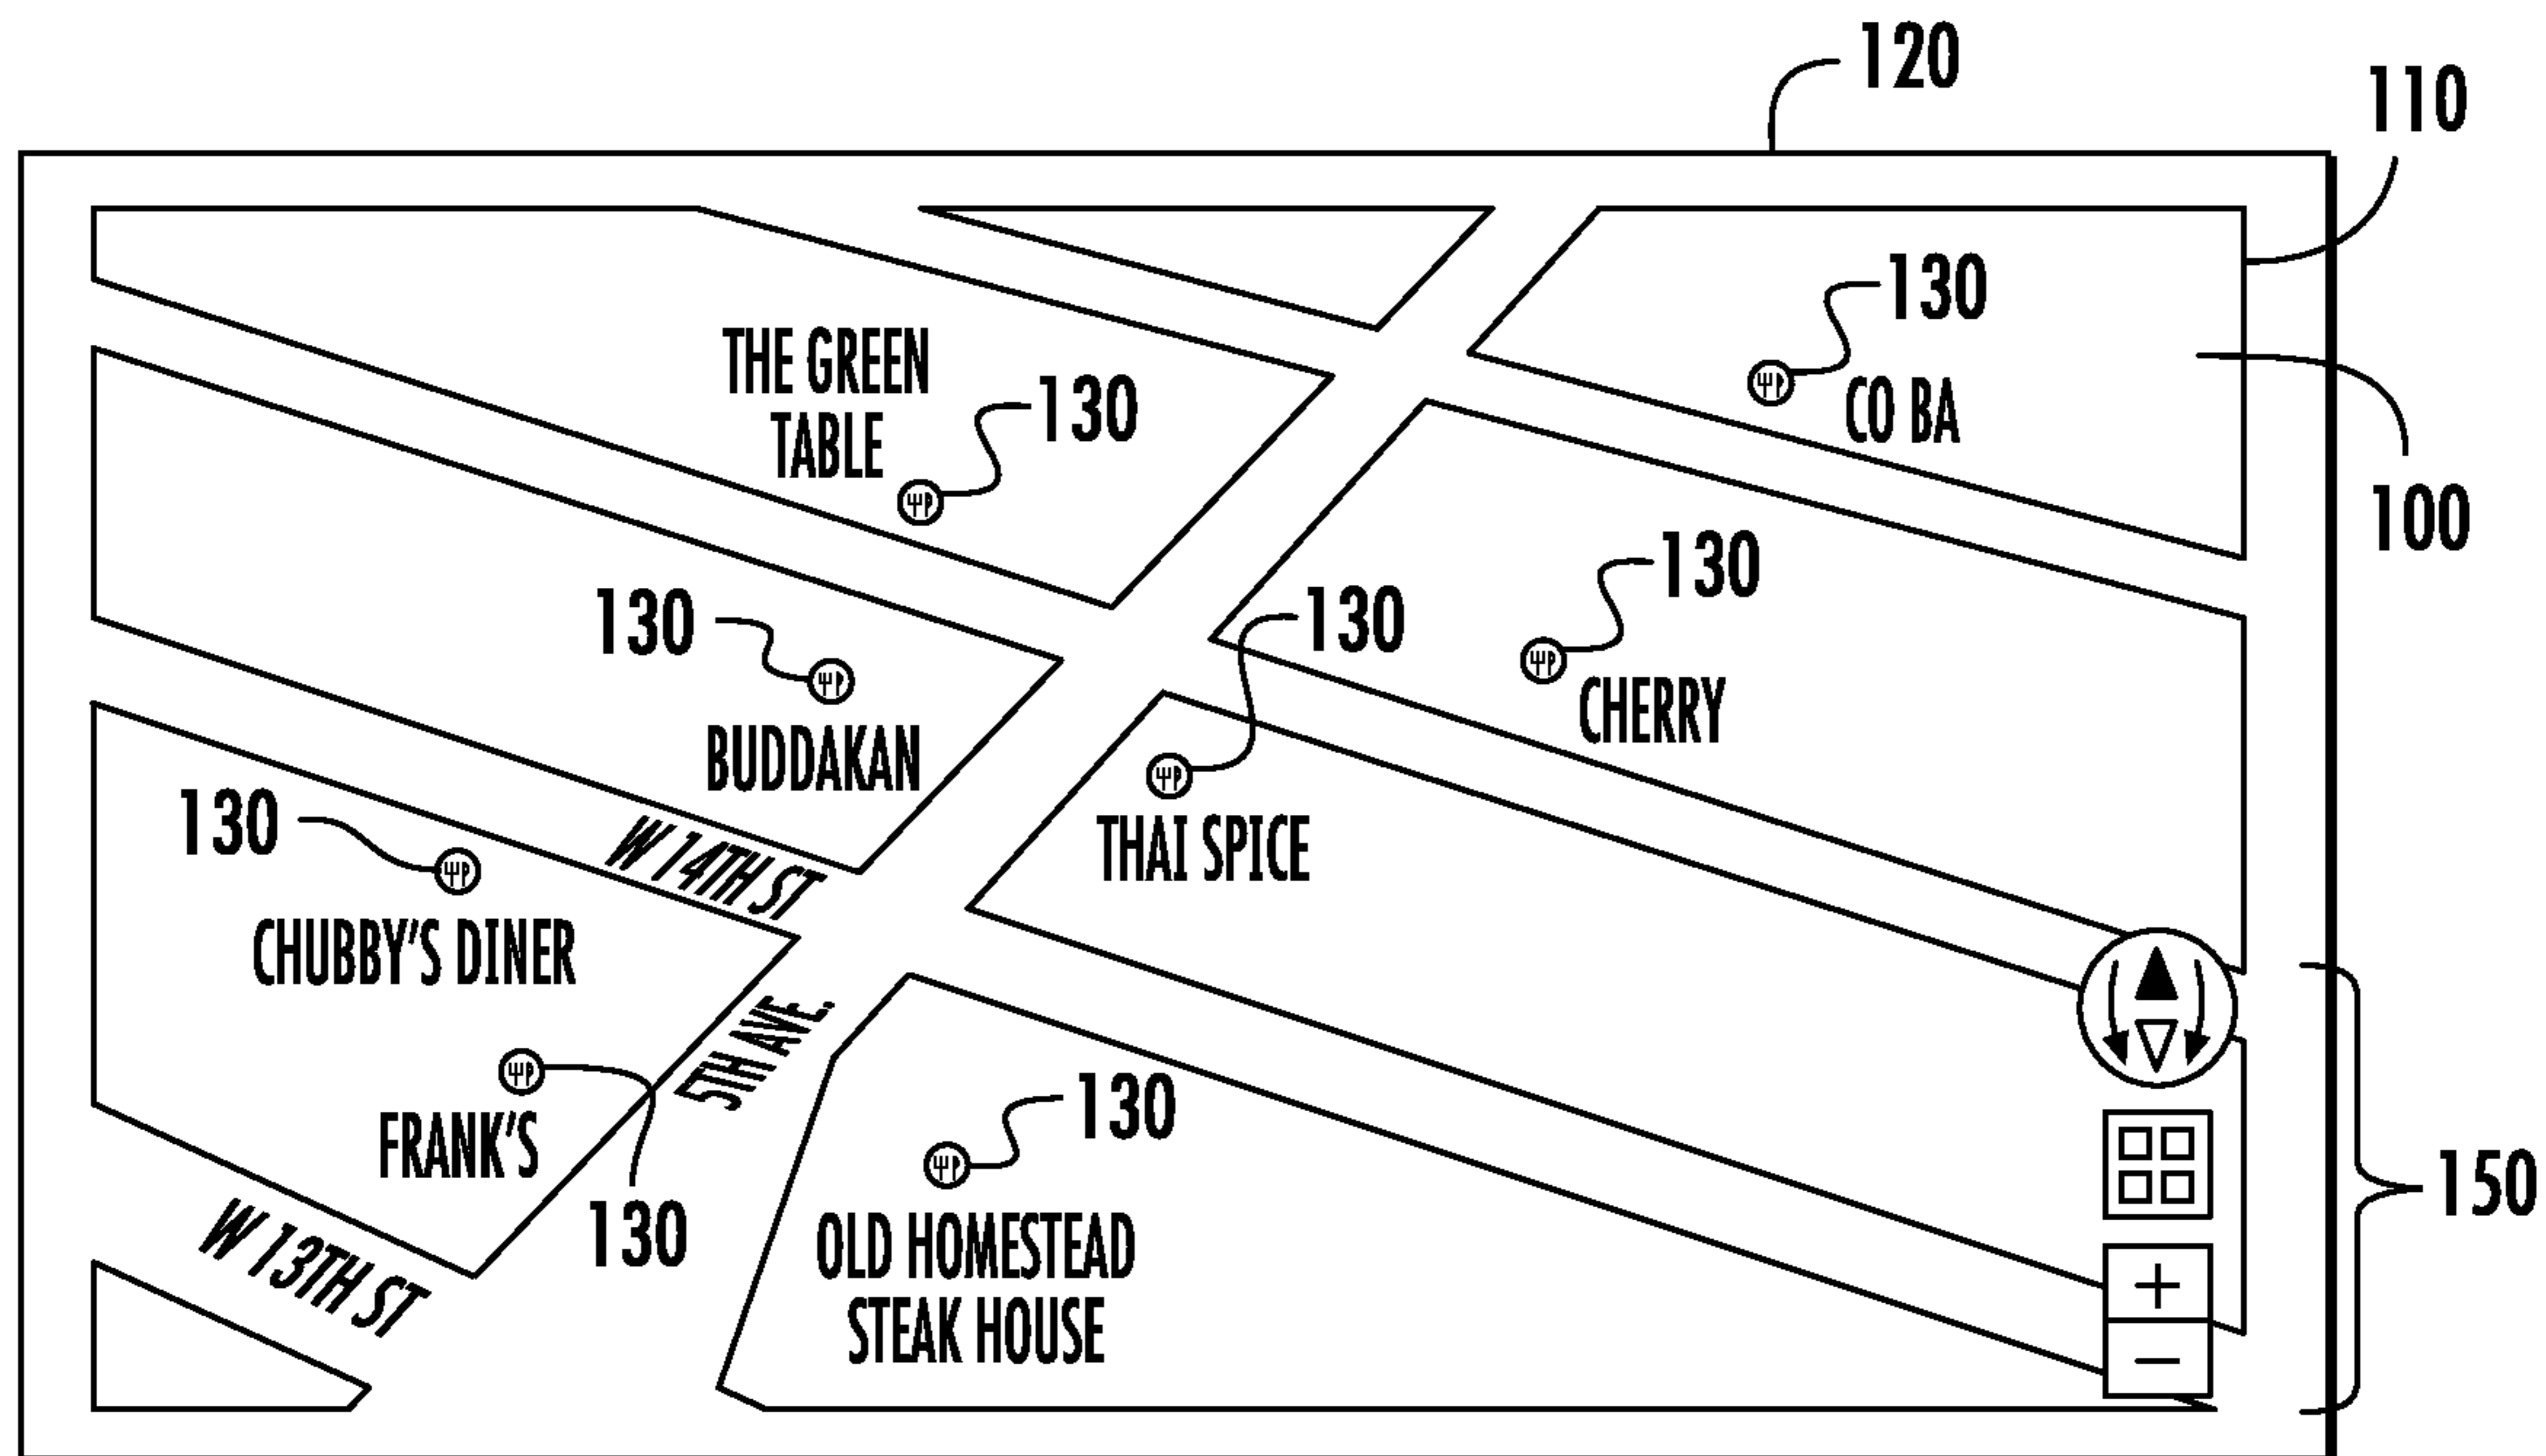 120
110
130
THE GREEN
TABLE
130
CO BA
100
130
130
130
CHERRY
BUDDAKAN
130
THAI SPICE
W 14TH ST
CHUBBY'S DINER
5TH AVE.
130
FRANK'S
130
150
W 13TH ST
OLD HOMESTEAD
STEAK HOUSE
+
−